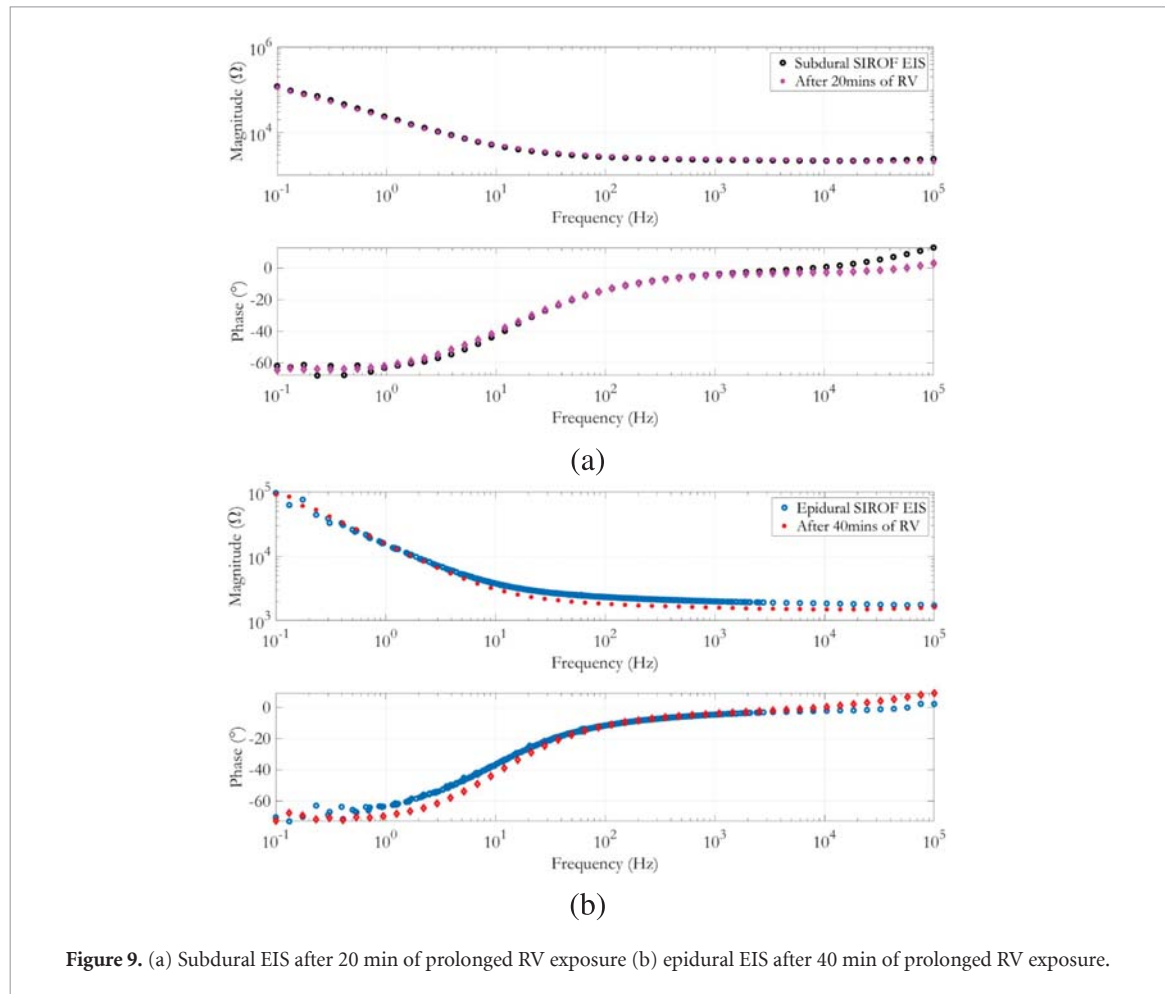 10^6
Magnitude (Ω)
10^4
Subdural SIROF EIS
After 20mins of RV
10^-1 10^0 10^1 10^2 10^3 10^4 10^5
Frequency (Hz)
Phase (°)
0
-20
-40
-60
10^-1 10^0 10^1 10^2 10^3 10^4 10^5
Frequency (Hz)
(a)
10^5
Magnitude (Ω)
10^4
10^3
Epidural SIROF EIS
After 40mins of RV
10^-1 10^0 10^1 10^2 10^3 10^4 10^5
Frequency (Hz)
Phase (°)
0
-20
-40
-60
10^-1 10^0 10^1 10^2 10^3 10^4 10^5
Frequency (Hz)
(b)
Figure 9. (a) Subdural EIS after 20 min of prolonged RV exposure (b) epidural EIS after 40 min of prolonged RV exposure.